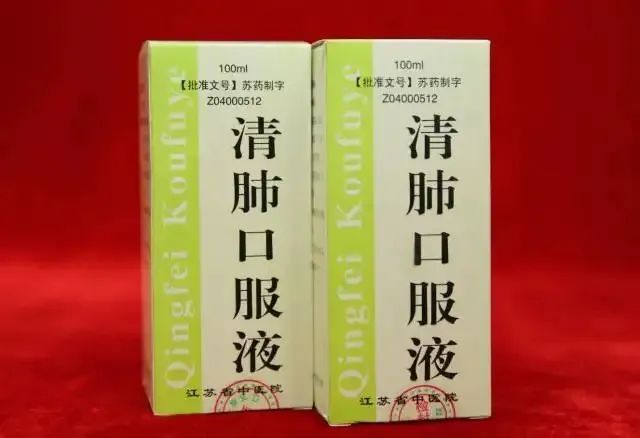 100ml
【批准文号】苏药制字
Z04000512
清肺口服液
Qingfei Koufuye
江苏省中医院
100ml
【批准文号】苏药制字
Z04000512
清肺口服液
Qingfei Koufuye
江苏省中医院